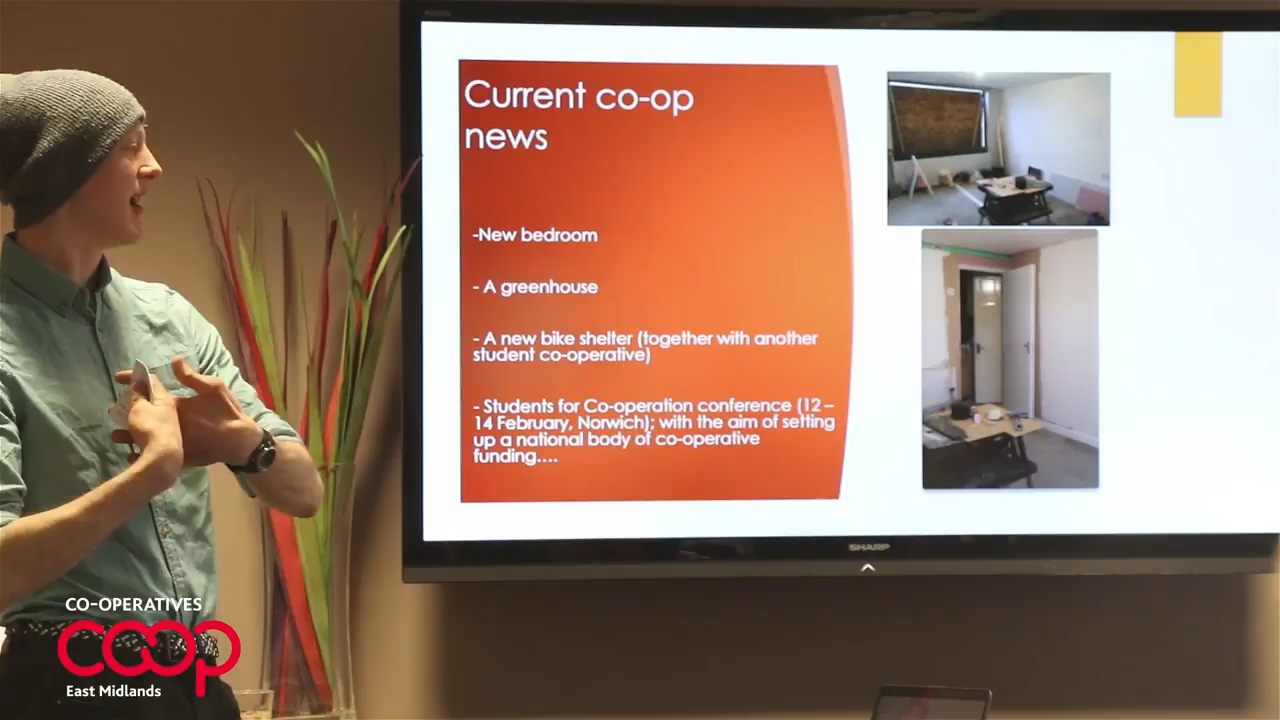 Current co-op
news
-New bedroom
- A greenhouse
- A new bike shelter (together with another
student co-operative)
- Students for Co-operation conference (12 –
14 February, Norwich); with the aim of setting
up a national body of co-operative
funding....
SHARP
CO-OPERATIVES
coop
East Midlands